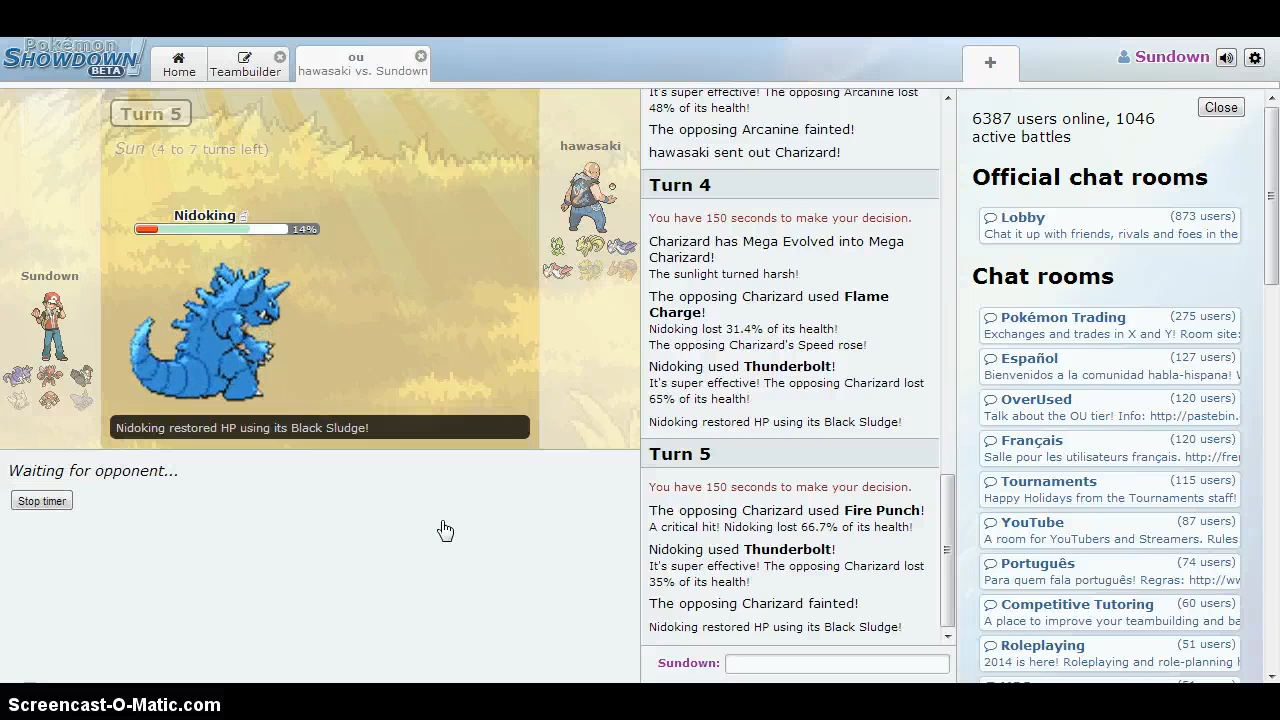 Pokémon
SHOWDOWN!
BETA
Home
Teambuilder
ou
hawasaki vs. Sundown
+
Sundown
Turn 5
Sun (4 to 7 turns left)
hawasaki
Nidoking
14%
Sundown
Nidoking restored HP using its Black Sludge!
Waiting for opponent...
Stop timer
It's super effective! The opposing Arcanine lost
48% of its health!
The opposing Arcanine fainted!
hawasaki sent out Charizard!
Turn 4
You have 150 seconds to make your decision.
Charizard has Mega Evolved into Mega
Charizard!
The sunlight turned harsh!
The opposing Charizard used Flame
Charge!
Nidoking lost 31.4% of its health!
The opposing Charizard's Speed rose!
Nidoking used Thunderbolt!
It's super effective! The opposing Charizard lost
65% of its health!
Nidoking restored HP using its Black Sludge!
Turn 5
You have 150 seconds to make your decision.
The opposing Charizard used Fire Punch!
A critical hit! Nidoking lost 66.7% of its health!
Nidoking used Thunderbolt!
It's super effective! The opposing Charizard lost
35% of its health!
The opposing Charizard fainted!
Nidoking restored HP using its Black Sludge!
Sundown:
Close
6387 users online, 1046
active battles
Official chat rooms
Lobby (873 users)
Chat it up with friends, rivals and foes in the
Chat rooms
Pokémon Trading (275 users)
Exchanges and trades in X and Y! Room site:
Español (127 users)
Bienvenidos a la comunidad habla-hispana!
OverUsed (120 users)
Talk about the OU tier! Info: http://pastebin.
Français (120 users)
Salle pour les utilisateurs français. http://fre
Tournaments (115 users)
Happy Holidays from the Tournaments staff!
YouTube (87 users)
A room for YouTubers and Streamers. Rules
Português (74 users)
Para quem fala português! Regras: http://w
Competitive Tutoring (60 users)
A place to improve your teambuilding and ba
Roleplaying (51 users)
2014 is here! Roleplaying and role-planning
Screencast-O-Matic.com